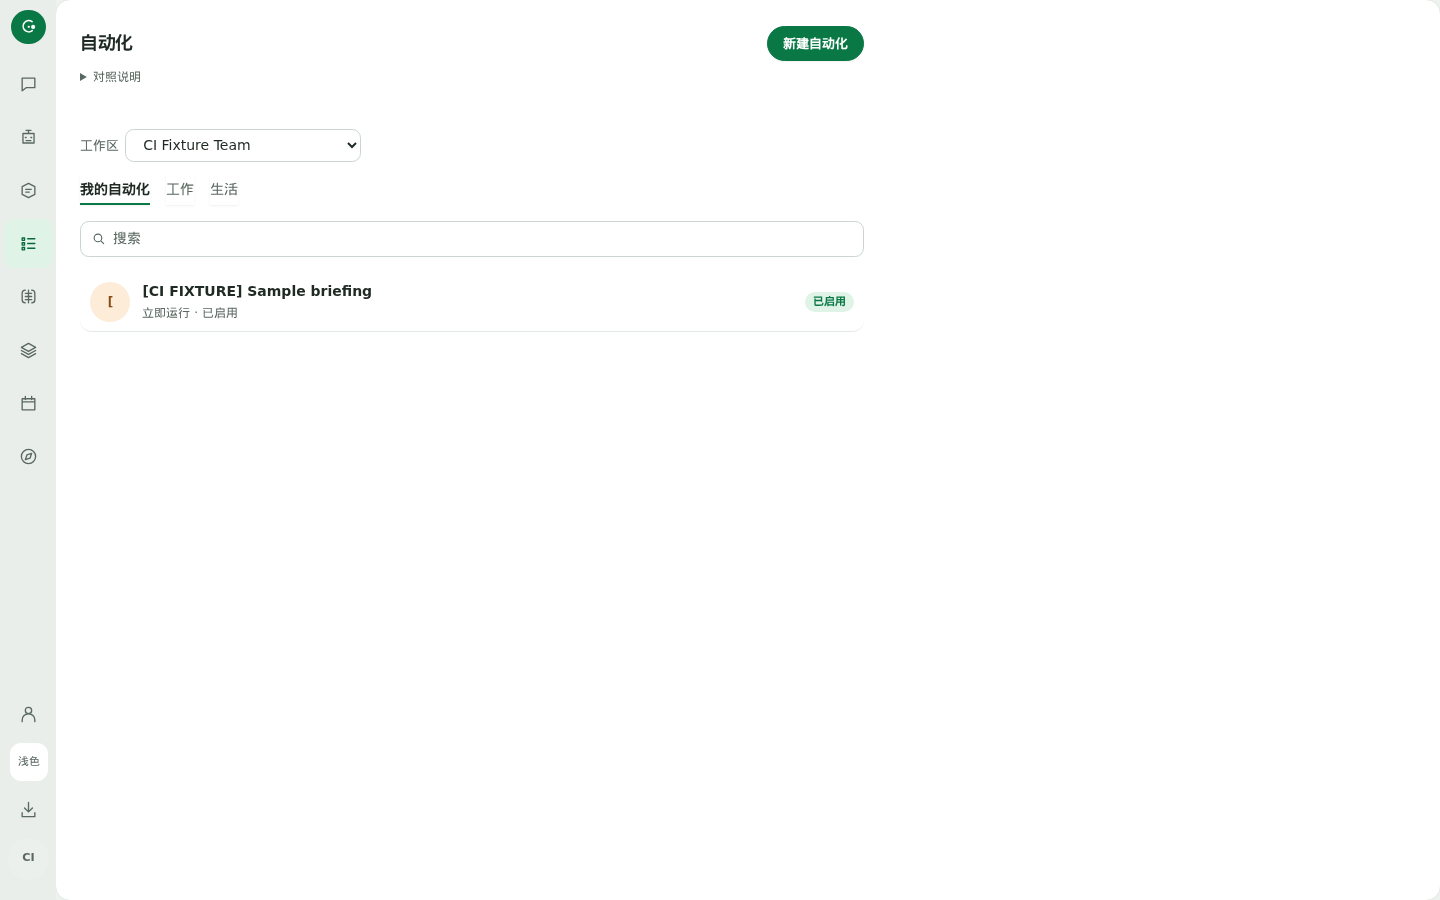 自动化
新建自动化
对照说明
工作区 CI Fixture Team
我的自动化 工作 生活
搜索
[
[CI FIXTURE] Sample briefing
立即运行 · 已启用
已启用
浅色
CI